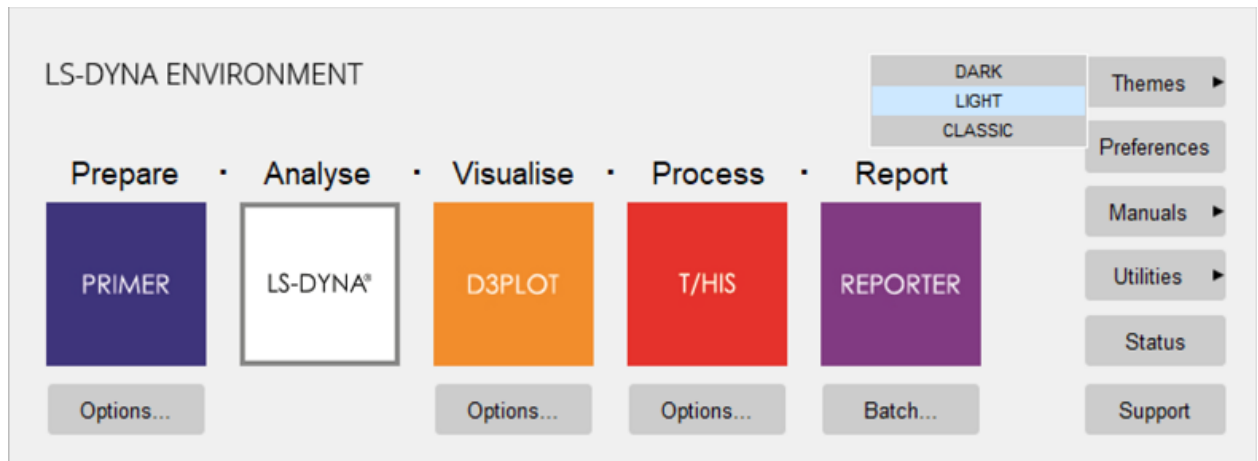 LS-DYNA ENVIRONMENT
DARK
LIGHT
CLASSIC
Themes
Preferences
Prepare · Analyse · Visualise · Process · Report
Manuals
PRIMER
LS-DYNA®
D3PLOT
T/HIS
REPORTER
Utilities
Status
Options...
Options...
Options...
Batch...
Support